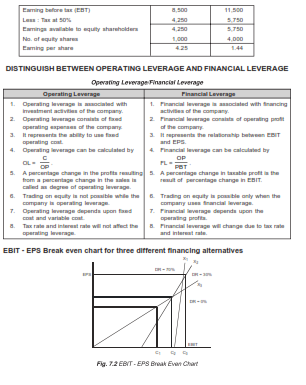 Earning before tax (EBT) 8,500 11,500
Less : Tax at 50% 4,250 5,750
Earnings available to equity shareholders 4,250 5,750
No. of equity shares 1,000 4,000
Earning per share 4.25 1.44
DISTINGUISH BETWEEN OPERATING LEVERAGE AND FINANCIAL LEVERAGE
Operating Leverage/Financial Leverage
Operating Leverage Financial Leverage
1. Operating leverage is associated with 1. Financial leverage is associated with financing
investment activities of the company. activities of the company.
2. Operating leverage consists of fixed 2. Financial leverage consists of operating profit
operating expenses of the company. of the company.
3. It represents the ability to use fixed 3. It represents the relationship between EBIT
operating cost. and EPS.
4. Operating leverage can be calculated by 4. Financial leverage can be calculated by
OL = C/OP FL = OP/PBT
5. A percentage change in the profits resulting 5. A percentage change in taxable profit is the
from a percentage change in the sales is result of percentage change in EBIT.
called as degree of operating leverage.
6. Trading on equity is not possible while the 6. Trading on equity is possible only when the
company is operating leverage. company uses financial leverage.
7. Operating leverage depends upon fixed 7. Financial leverage depends upon the
cost and variable cost. operating profits.
8. Tax rate and interest rate will not affect the 8. Financial leverage will change due to tax rate
operating leverage. and interest rate.
EBIT - EPS Break even chart for three different financing alternatives
EPS
DR = 70%
DR = 0%
EBIT
C1 C2 C3
Fig. 7.2 EBIT - EPS Break Even Chart